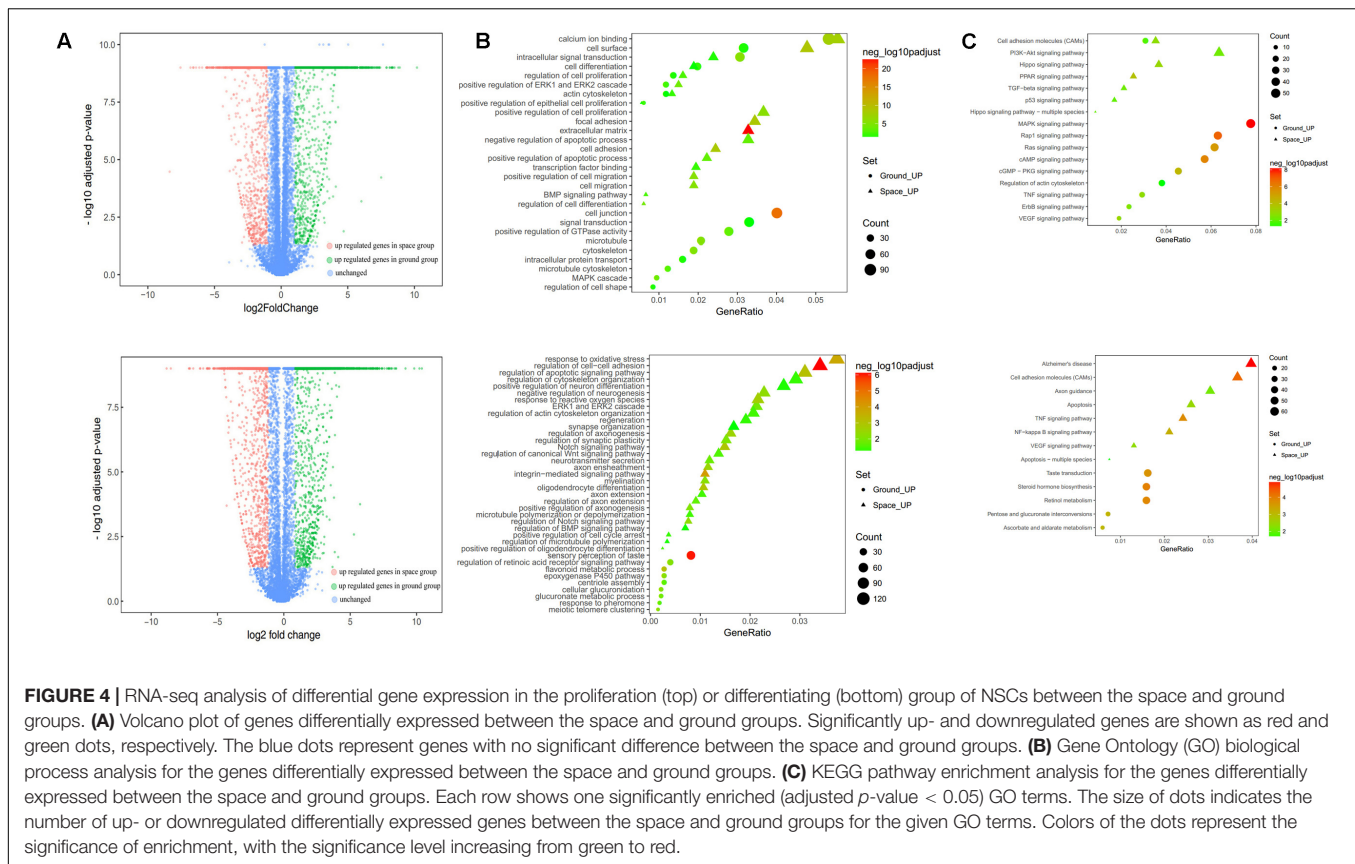 A
10.0
7.5
5.0
2.5
0.0
- log10 adjusted p-value
up regulated genes in space group
up regulated genes in ground group
unchanged
−10
−5
0
5
10
log2FoldChange
B
calcium ion binding
cell surface
intracellular signal transduction
cell differentiation
regulation of cell proliferation
positive regulation of ERK1 and ERK2 cascade
actin cytoskeleton
positive regulation of epithelial cell proliferation
positive regulation of cell proliferation
focal adhesion
extracellular matrix
negative regulation of apoptotic process
cell adhesion
positive regulation of apoptotic process
transcription factor binding
positive regulation of cell migration
cell migration
BMP signaling pathway
regulation of cell differentiation
cell junction
signal transduction
positive regulation of GTPase activity
microtubule
cytoskeleton
intracellular protein transport
microtubule cytoskeleton
MAPK cascade
regulation of cell shape
0.01
0.02
0.03
0.04
0.05
GeneRatio
neg_log10padjust
20
15
10
5
Set
Ground_UP
Space_UP
Count
30
60
90
C
Cell adhesion molecules (CAMs)
PI3K−Akt signaling pathway
Hippo signaling pathway
PPAR signaling pathway
TGF−beta signaling pathway
p53 signaling pathway
Hippo signaling pathway − multiple species
MAPK signaling pathway
Rap1 signaling pathway
Ras signaling pathway
cAMP signaling pathway
cGMP − PKG signaling pathway
Regulation of actin cytoskeleton
TNF signaling pathway
ErbB signaling pathway
VEGF signaling pathway
0.02
0.04
0.06
0.08
GeneRatio
Count
10
20
30
40
50
Set
Ground_UP
Space_UP
neg_log10padjust
8
6
4
2
7.5
5.0
2.5
0.0
- log10 adjusted p-value
up regulated genes in space group
up regulated genes in ground group
unchanged
−10
−5
0
5
10
log2 fold change
response to oxidative stress
regulation of cell−cell adhesion
regulation of apoptotic signaling pathway
regulation of cytoskeleton organization
positive regulation of neuron differentiation
negative regulation of neurogenesis
response to reactive oxygen species
ERK1 and ERK2 cascade
regulation of actin cytoskeleton organization
regeneration
synapse organization
regulation of axonogenesis
regulation of synaptic plasticity
Notch signaling pathway
regulation of canonical Wnt signaling pathway
neurotransmitter secretion
axon ensheathment
integrin−mediated signaling pathway
myelination
oligodendrocyte differentiation
axon extension
regulation of axon extension
positive regulation of axonogenesis
microtubule polymerization or depolymerization
regulation of Notch signaling pathway
regulation of BMP signaling pathway
positive regulation of cell cycle arrest
regulation of microtubule polymerization
positive regulation of oligodendrocyte differentiation
sensory perception of taste
regulation of retinoic acid receptor signaling pathway
flavonoid metabolic process
epoxygenase P450 pathway
centriole assembly
cellular glucuronidation
glucuronate metabolic process
response to pheromone
meiotic telomere clustering
0.00
0.01
0.02
0.03
GeneRatio
neg_log10padjust
6
5
4
3
2
Set
Ground_UP
Space_UP
Count
30
60
90
120
Alzheimer's disease
Cell adhesion molecules (CAMs)
Axon guidance
Apoptosis
TNF signaling pathway
NF−kappa B signaling pathway
VEGF signaling pathway
Apoptosis − multiple species
Taste transduction
Steroid hormone biosynthesis
Retinol metabolism
Pentose and glucuronate interconversions
Ascorbate and aldarate metabolism
0.01
0.02
0.03
0.04
GeneRatio
Count
20
30
40
50
60
Set
Ground_UP
Space_UP
neg_log10padjust
4
3
2
FIGURE 4 | RNA-seq analysis of differential gene expression in the proliferation (top) or differentiating (bottom) group of NSCs between the space and ground
groups. (A) Volcano plot of genes differentially expressed between the space and ground groups. Significantly up- and downregulated genes are shown as red and
green dots, respectively. The blue dots represent genes with no significant difference between the space and ground groups. (B) Gene Ontology (GO) biological
process analysis for the genes differentially expressed between the space and ground groups. (C) KEGG pathway enrichment analysis for the genes differentially
expressed between the space and ground groups. Each row shows one significantly enriched (adjusted p-value < 0.05) GO terms. The size of dots indicates the
number of up- or downregulated differentially expressed genes between the space and ground groups for the given GO terms. Colors of the dots represent the
significance of enrichment, with the significance level increasing from green to red.